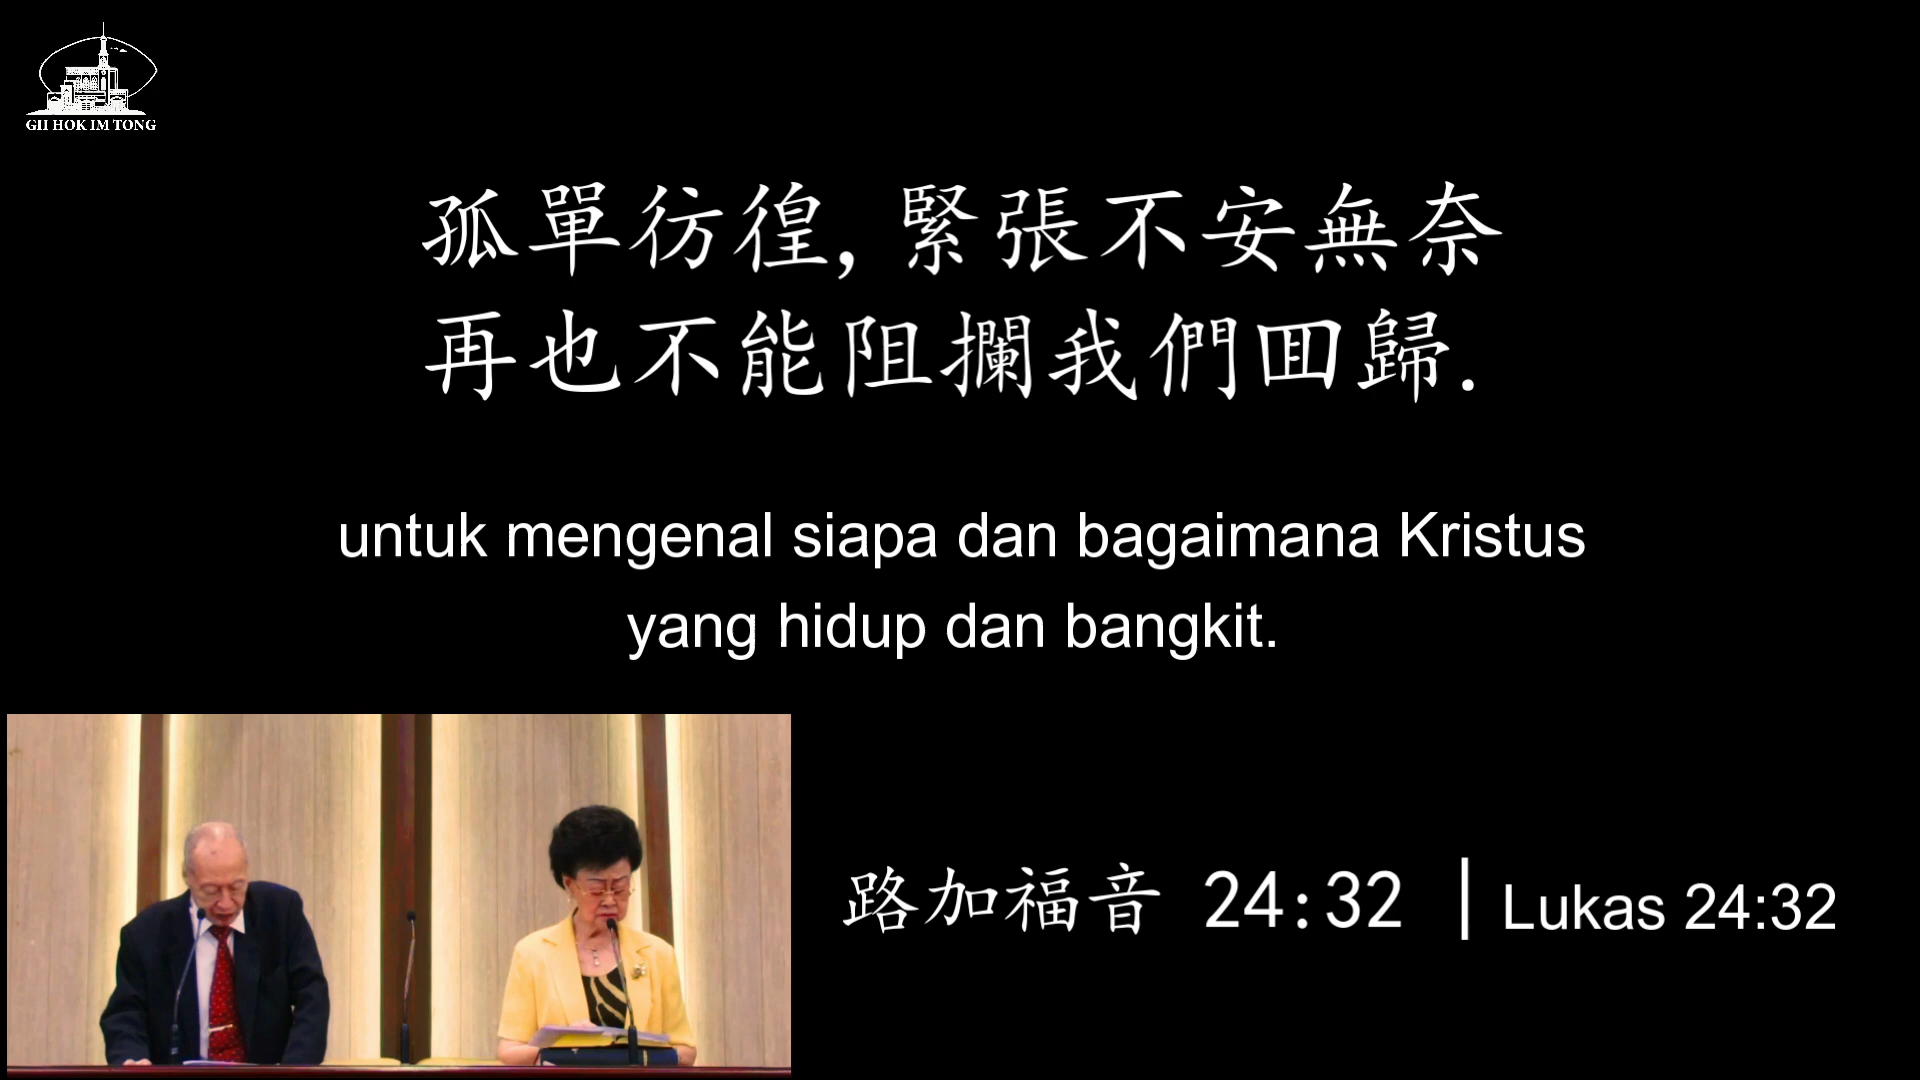 GII HOK IM TONG
孤單彷徨, 緊張不安無奈
再也不能阻攔我們囬歸.
untuk mengenal siapa dan bagaimana Kristus
yang hidup dan bangkit.
路加福音 24:32 | Lukas 24:32